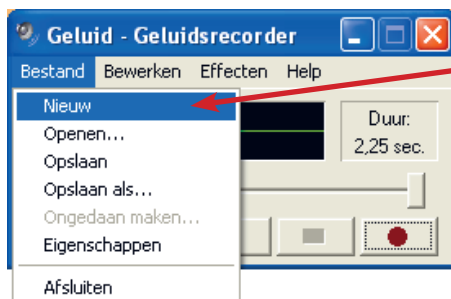 Geluid - Geluidsrecorder
Bestand Bewerken Effecten Help
Nieuw
Openen...
Opslaan
Opslaan als...
Ongedaan maken...
Eigenschappen
Afsluiten
Duur:
2,25 sec.